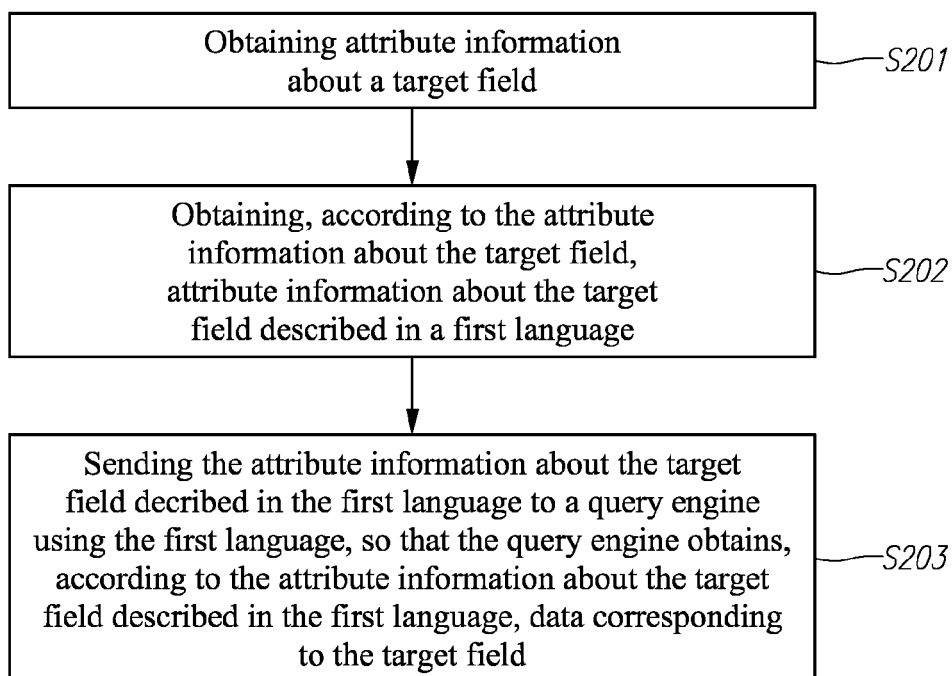 Obtaining attribute information
about a target field
S201
Obtaining, according to the attribute
information about the target field,
attribute information about the target
field described in a first language
S202
Sending the attribute information about the target
field decribed in the first language to a query engine
using the first language, so that the query engine obtains,
according to the attribute information about the target
field described in the first language, data corresponding
to the target field
S203